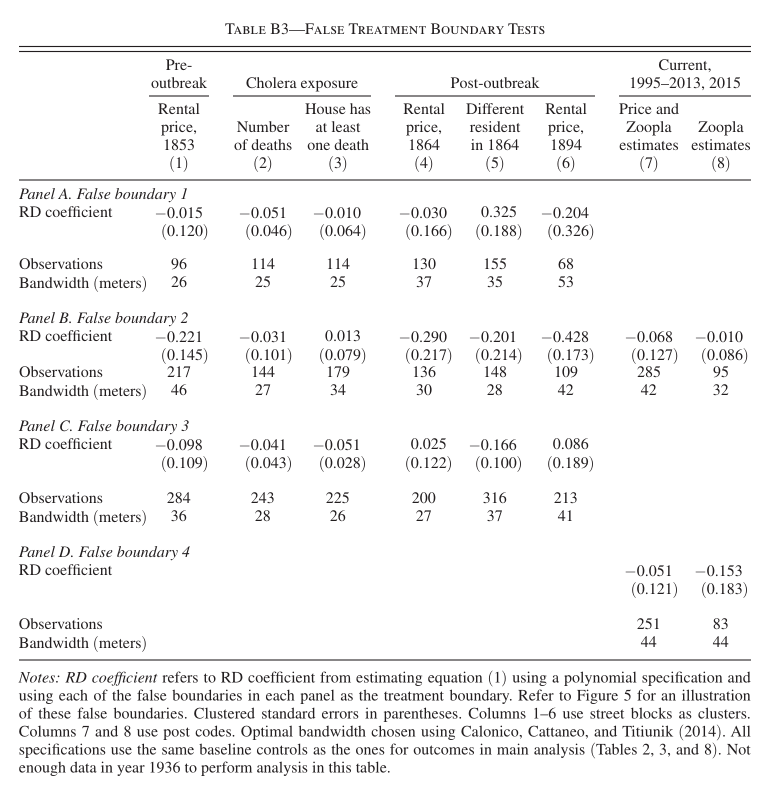 TABLE B3—FALSE TREATMENT BOUNDARY TESTS
Pre-
outbreak Cholera exposure Post-outbreak Current,
1995–2013, 2015
Rental
price,
1853
(1) Number
of deaths
(2) House has
at least
one death
(3) Rental
price,
1864
(4) Different
resident
in 1864
(5) Rental
price,
1894
(6) Price and
Zoopla
estimates
(7) Zoopla
estimates
(8)
Panel A. False boundary 1
RD coefficient −0.015 −0.051 −0.010 −0.030 0.325 −0.204
(0.120) (0.046) (0.064) (0.166) (0.188) (0.326)
Observations 96 114 114 130 155 68
Bandwidth (meters) 26 25 25 37 35 53
Panel B. False boundary 2
RD coefficient −0.221 −0.031 0.013 −0.290 −0.201 −0.428 −0.068 −0.010
(0.145) (0.101) (0.079) (0.217) (0.214) (0.173) (0.127) (0.086)
Observations 217 144 179 136 148 109 285 95
Bandwidth (meters) 46 27 34 30 28 42 42 32
Panel C. False boundary 3
RD coefficient −0.098 −0.041 −0.051 0.025 −0.166 0.086
(0.109) (0.043) (0.028) (0.122) (0.100) (0.189)
Observations 284 243 225 200 316 213
Bandwidth (meters) 36 28 26 27 37 41
Panel D. False boundary 4
RD coefficient −0.051 −0.153
(0.121) (0.183)
Observations 251 83
Bandwidth (meters) 44 44
Notes: RD coefficient refers to RD coefficient from estimating equation (1) using a polynomial specification and
using each of the false boundaries in each panel as the treatment boundary. Refer to Figure 5 for an illustration
of these false boundaries. Clustered standard errors in parentheses. Columns 1–6 use street blocks as clusters.
Columns 7 and 8 use post codes. Optimal bandwidth chosen using Calonico, Cattaneo, and Titiunik (2014). All
specifications use the same baseline controls as the ones for outcomes in main analysis (Tables 2, 3, and 8). Not
enough data in year 1936 to perform analysis in this table.